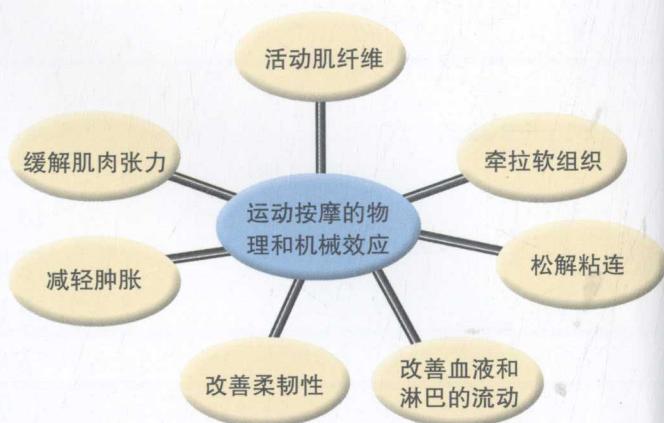 活动肌纤维
缓解肌肉张力
牵拉软组织
运动按摩的物
理和机械效应
松解粘连
减轻肿胀
改善柔韧性
改善血液和
淋巴的流动